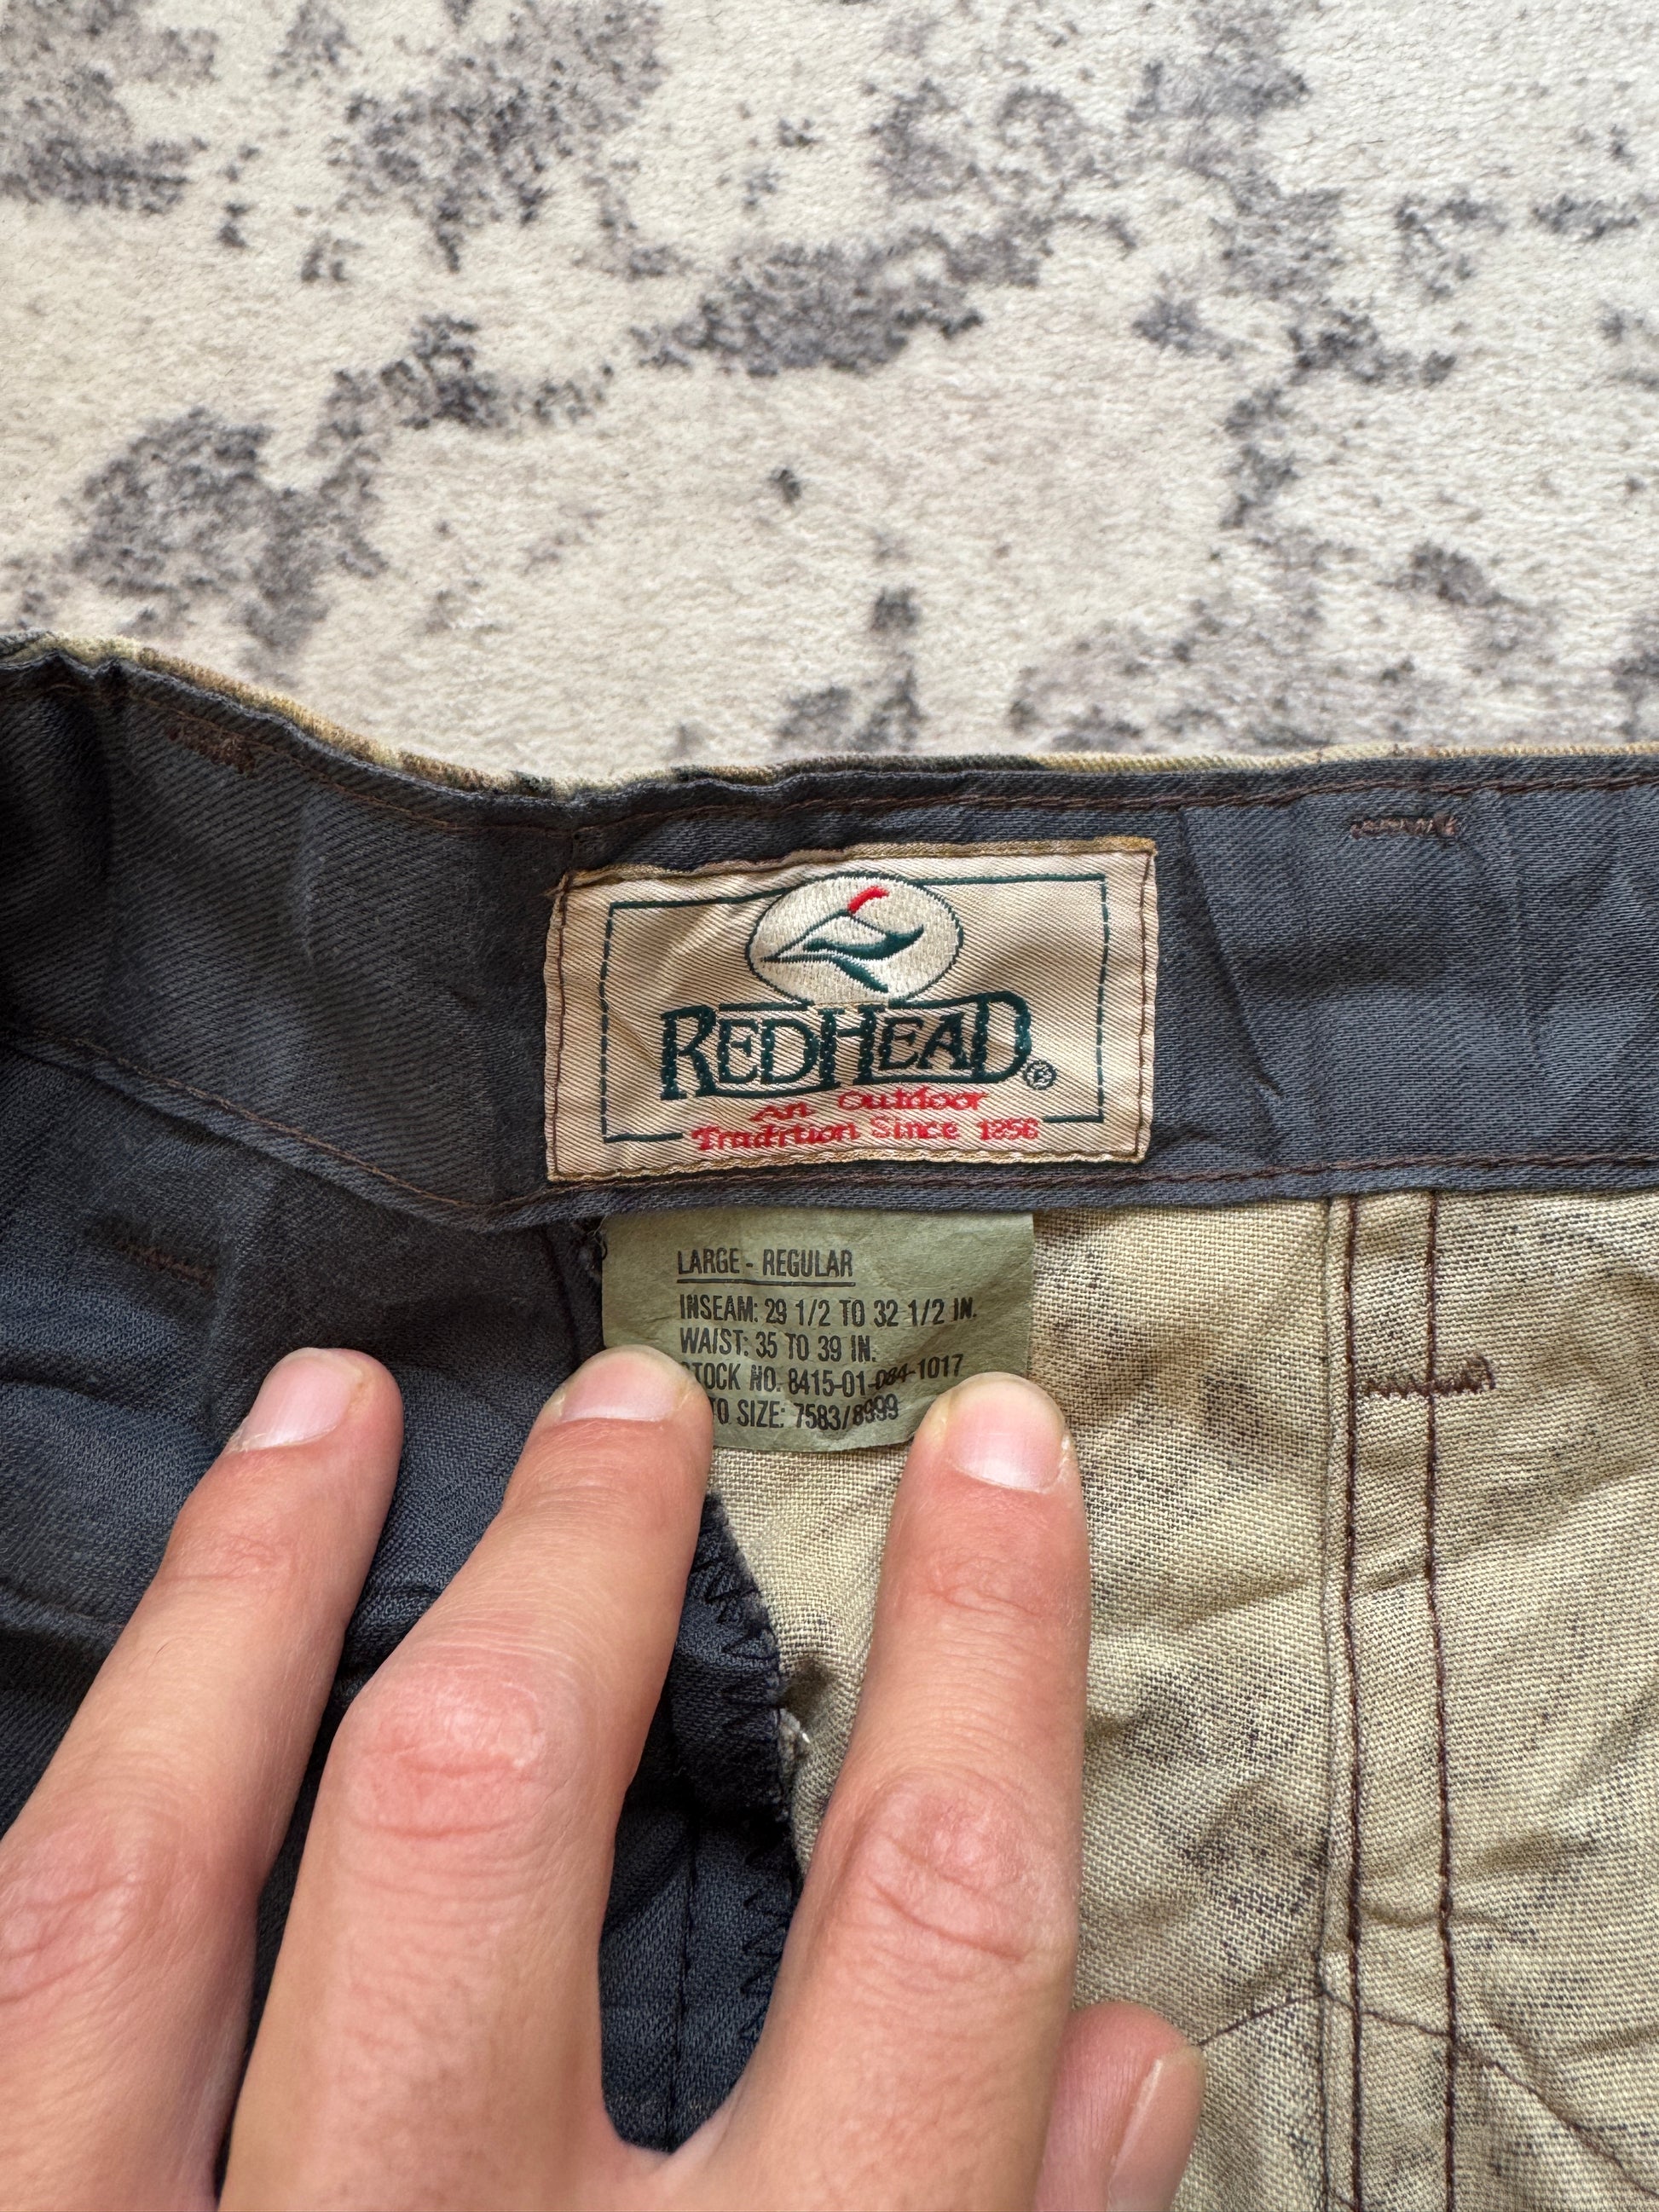 REDHEAD®
An Outdoor
Tradition Since 1856
LARGE - REGULAR
INSEAM: 29 1/2 TO 32 1/2 IN.
WAIST: 35 TO 39 IN.
STOCK NO. 8415-01-084-1017
TO SIZE: 7583/8999